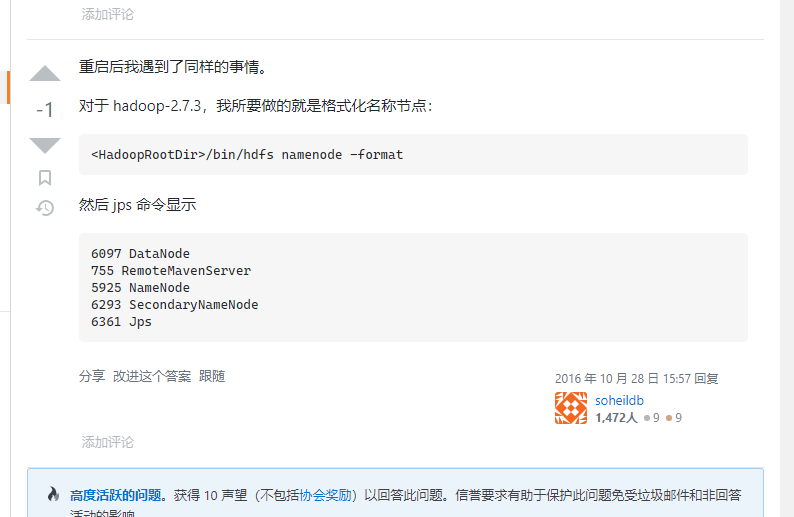 添加评论
重启后我遇到了同样的事情。
-1
对于 hadoop-2.7.3，我所要做的就是格式化名称节点：
<HadoopRootDir>/bin/hdfs namenode -format
然后 jps 命令显示
6097 DataNode
755 RemoteMavenServer
5925 NameNode
6293 SecondaryNameNode
6361 Jps
分享 改进这个答案 跟随
2016 年 10 月 28 日 15:57 回复
soheildb
1,472人 ●9 ●9
添加评论
高度活跃的问题。获得 10 声望（不包括协会奖励）以回答此问题。信誉要求有助于保护此问题免受垃圾邮件和非回答
活动的影响